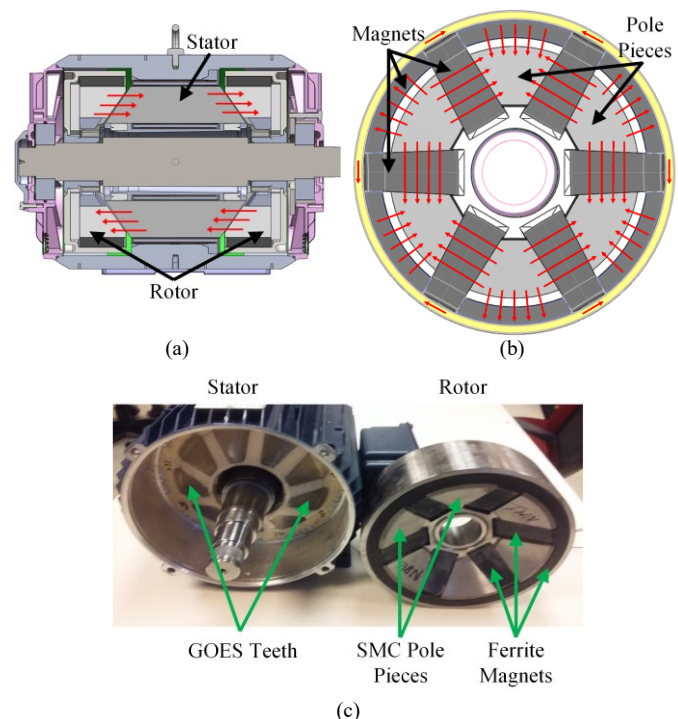 Stator
Rotor
(a)
Magnets
Pole
Pieces
(b)
Stator
Rotor
GOES Teeth
SMC Pole
Pieces
Ferrite
Magnets
(c)